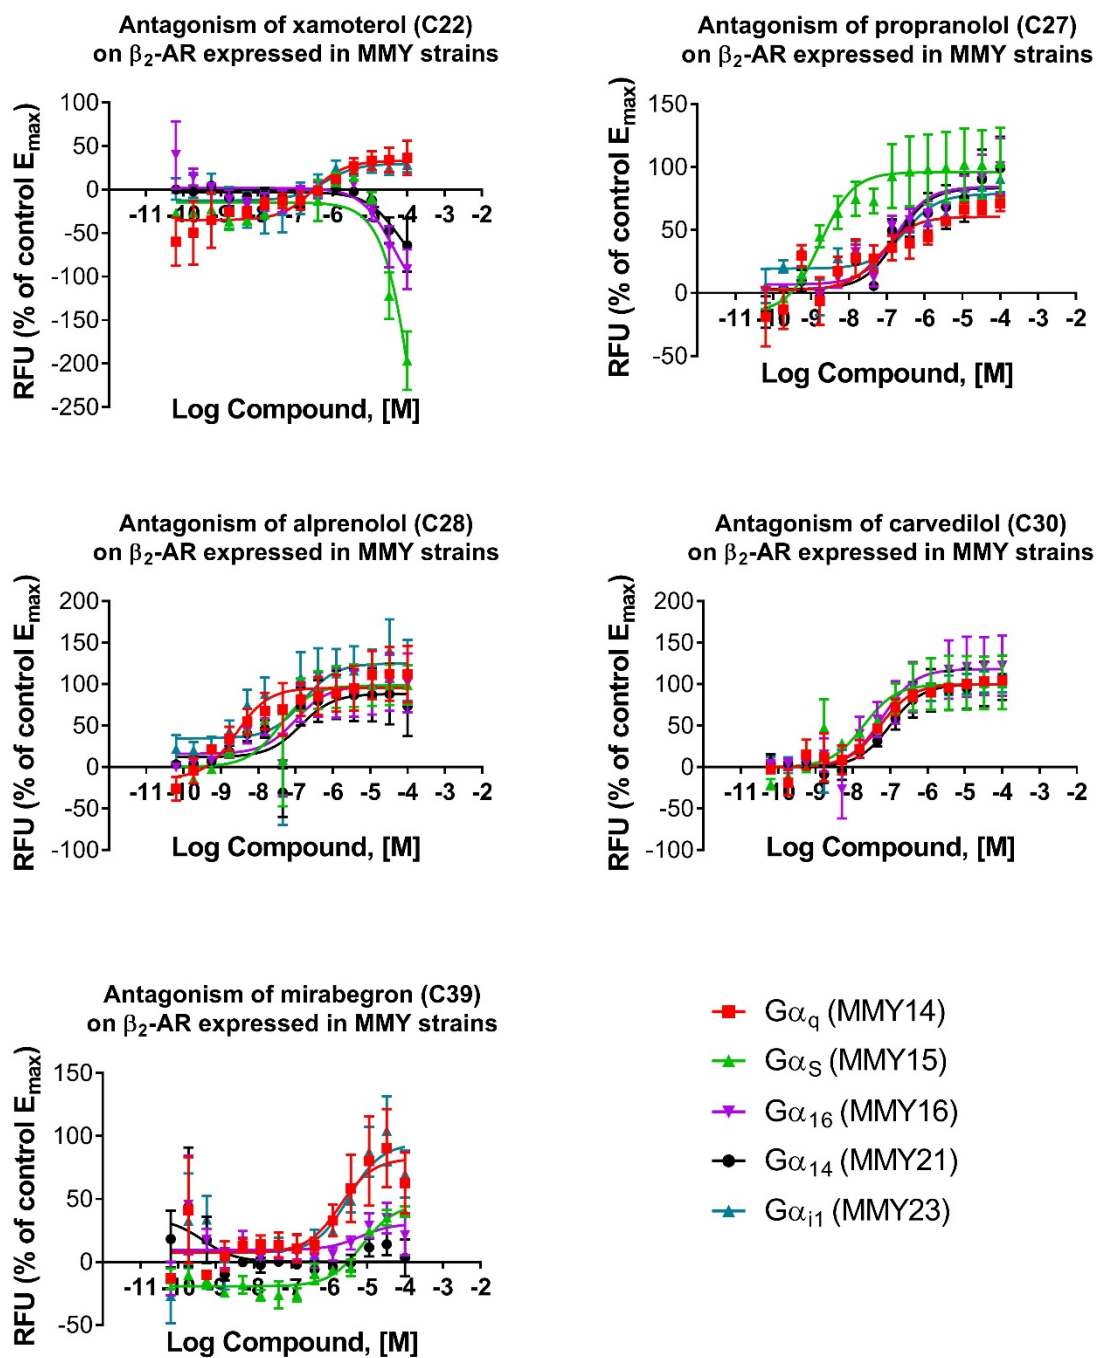 Antagonism of xamoterol (C22)
on β₂-AR expressed in MMY strains
RFU (% of control Eₘₐₓ)
100
50
0
-50
-100
-150
-200
-250
-11 -10 -9 -8 -7 -6 -5 -4 -3 -2
Log Compound, [M]
Antagonism of propranolol (C27)
on β₂-AR expressed in MMY strains
RFU (% of control Eₘₐₓ)
150
100
50
0
-50
-11 -10 -9 -8 -7 -6 -5 -4 -3 -2
Log Compound, [M]
Antagonism of alprenolol (C28)
on β₂-AR expressed in MMY strains
RFU (% of control Eₘₐₓ)
200
150
100
50
0
-50
-100
-11 -10 -9 -8 -7 -6 -5 -4 -3 -2
Log Compound, [M]
Antagonism of carvedilol (C30)
on β₂-AR expressed in MMY strains
RFU (% of control Eₘₐₓ)
200
150
100
50
0
-50
-100
-11 -10 -9 -8 -7 -6 -5 -4 -3 -2
Log Compound, [M]
Antagonism of mirabegron (C39)
on β₂-AR expressed in MMY strains
RFU (% of control Eₘₐₓ)
150
100
50
0
-50
-11 -10 -9 -8 -7 -6 -5 -4 -3 -2
Log Compound, [M]
Gα_q (MMY14)
Gα_S (MMY15)
Gα₁₆ (MMY16)
Gα₁₄ (MMY21)
Gα_i1 (MMY23)